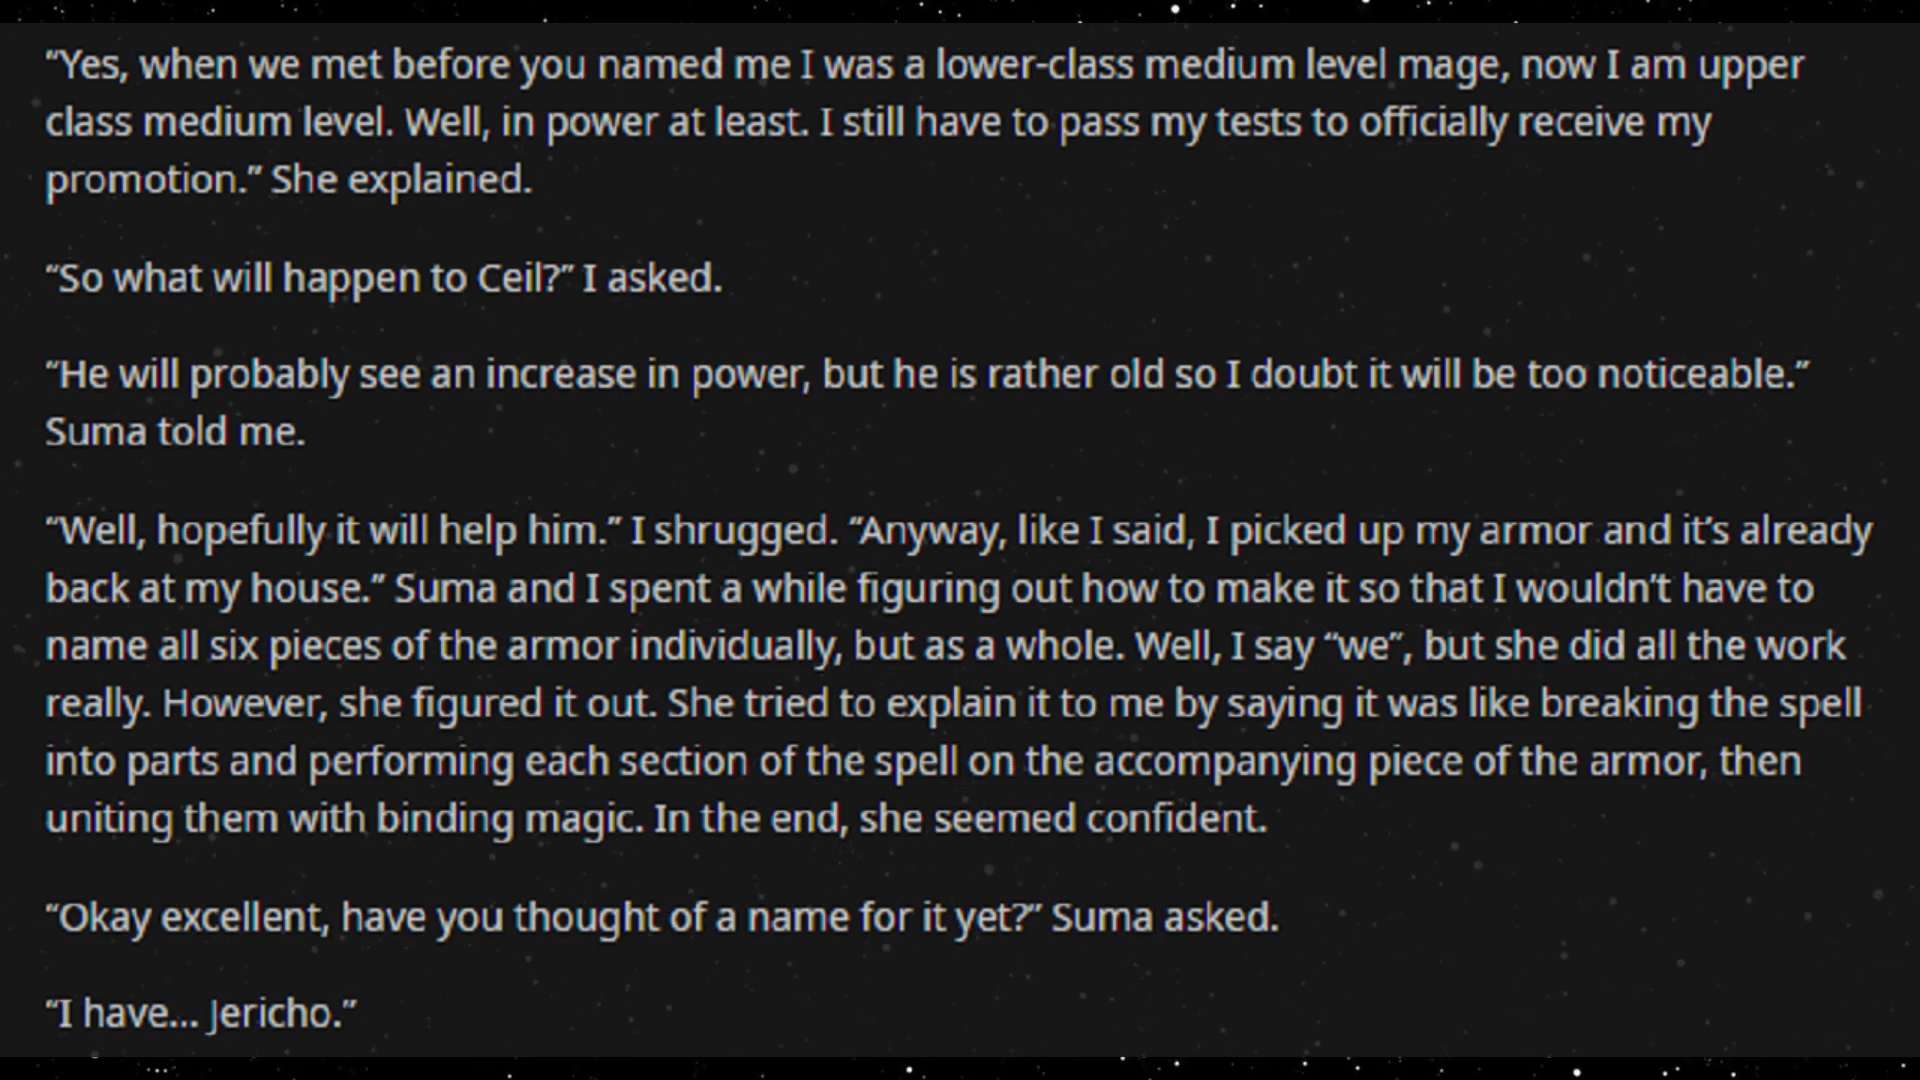 “Yes, when we met before you named me I was a lower-class medium level mage, now I am upper
class medium level. Well, in power at least. I still have to pass my tests to officially receive my
promotion.” She explained.
“So what will happen to Ceil?” I asked.
“He will probably see an increase in power, but he is rather old so I doubt it will be too noticeable.”
Suma told me.
“Well, hopefully it will help him.” I shrugged. “Anyway, like I said, I picked up my armor and it’s already
back at my house.” Suma and I spent a while figuring out how to make it so that I wouldn’t have to
name all six pieces of the armor individually, but as a whole. Well, I say “we”, but she did all the work
really. However, she figured it out. She tried to explain it to me by saying it was like breaking the spell
into parts and performing each section of the spell on the accompanying piece of the armor, then
uniting them with binding magic. In the end, she seemed confident.
“Okay excellent, have you thought of a name for it yet?” Suma asked.
“I have... Jericho.”